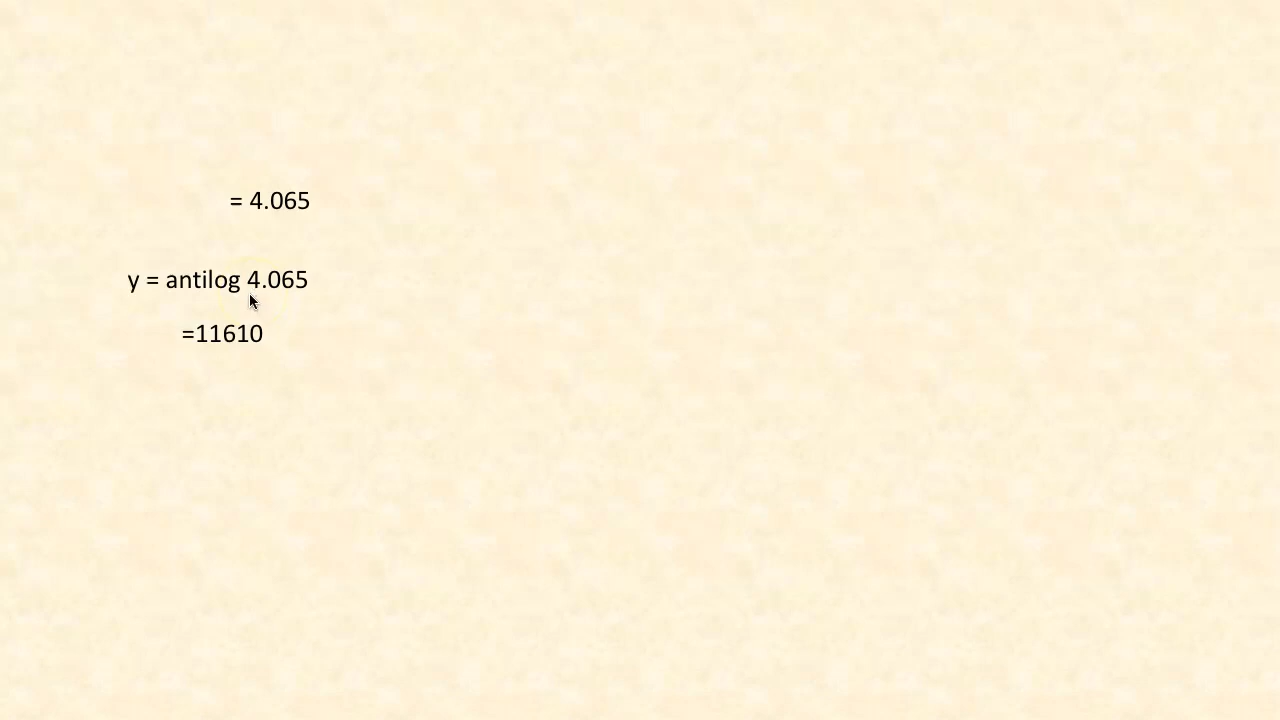 = 4.065
y = antilog 4.065
=11610